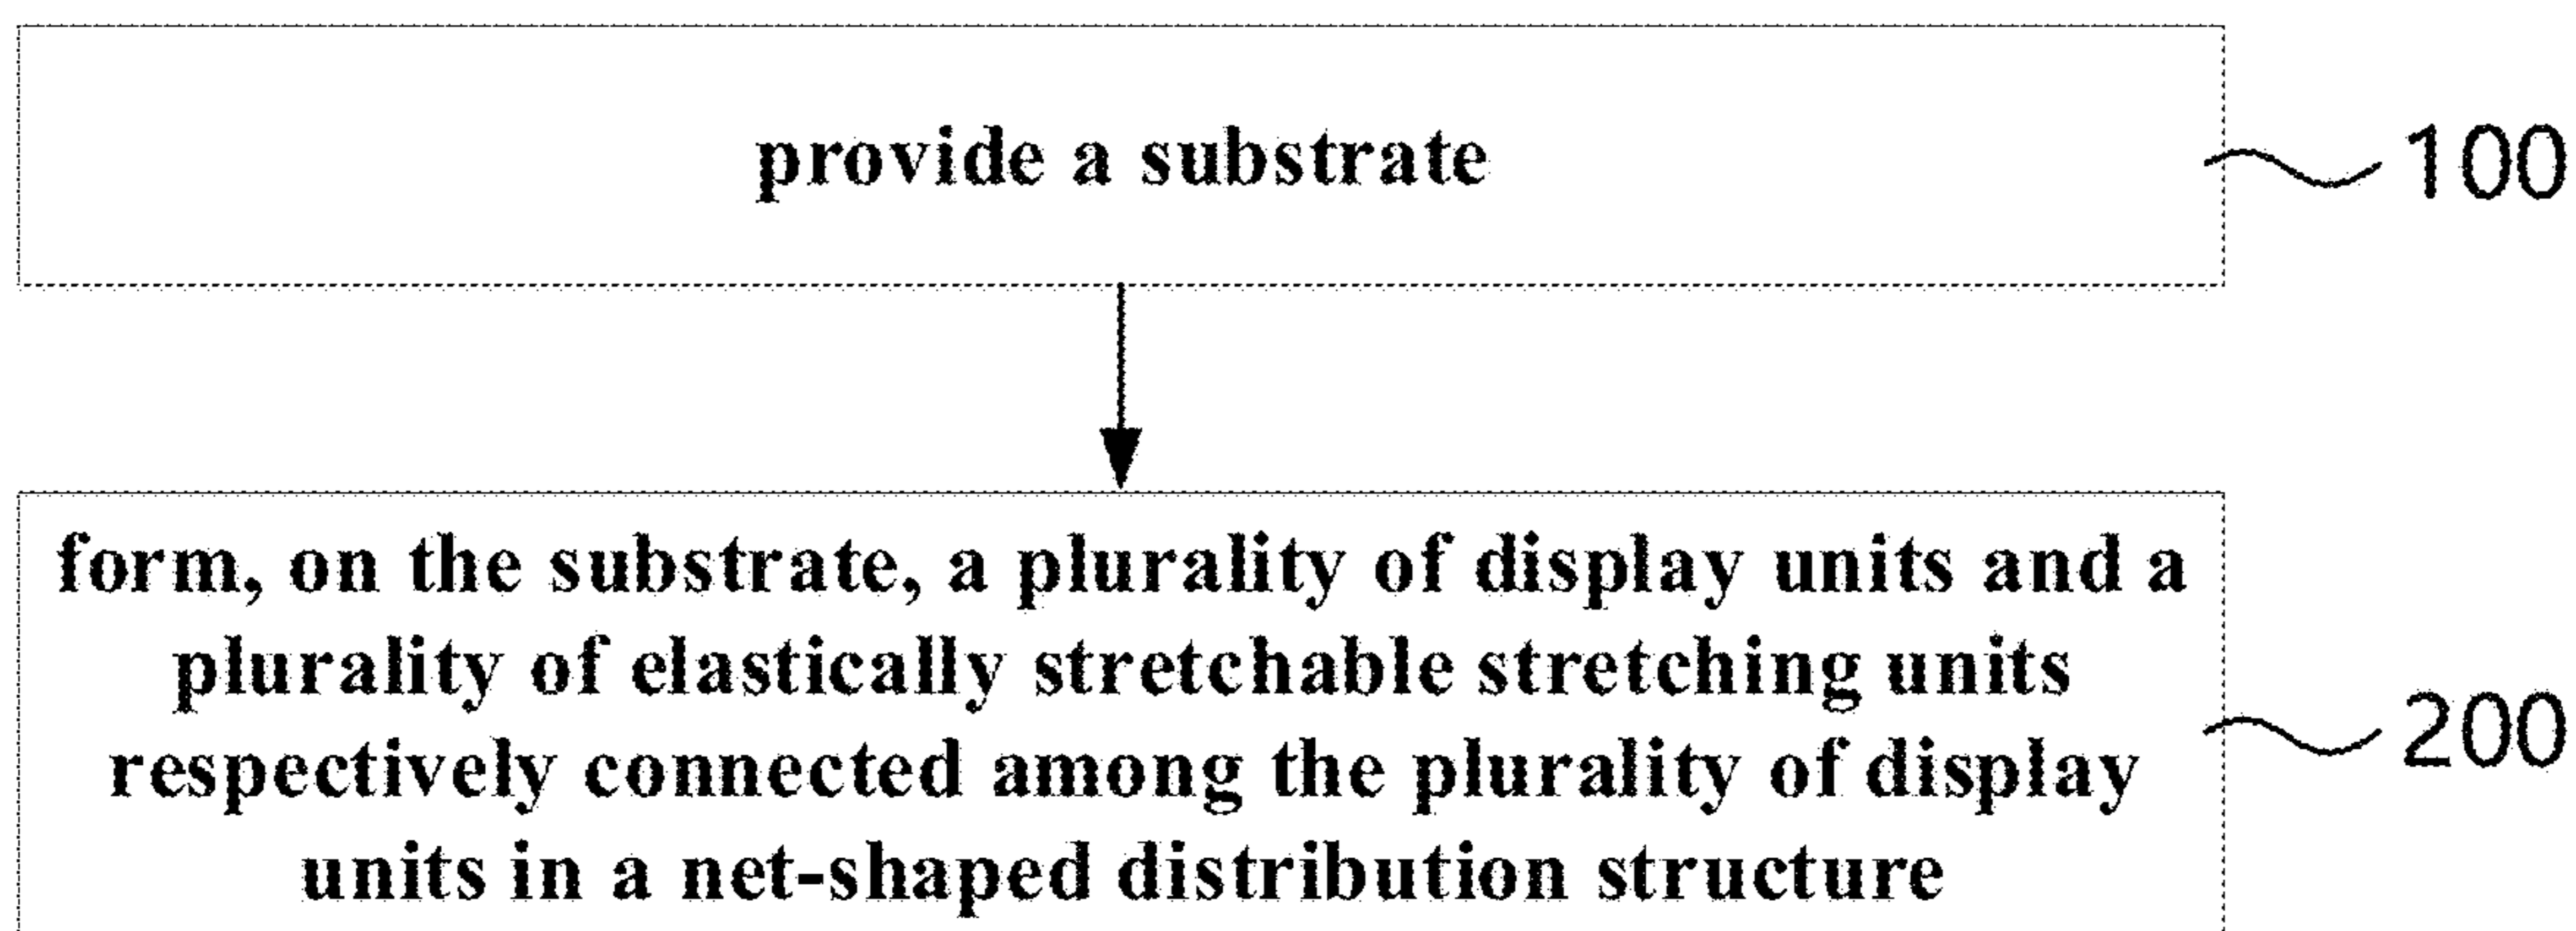 provide a substrate
100
form, on the substrate, a plurality of display units and a
plurality of elastically stretchable stretching units
respectively connected among the plurality of display
units in a net-shaped distribution structure
200